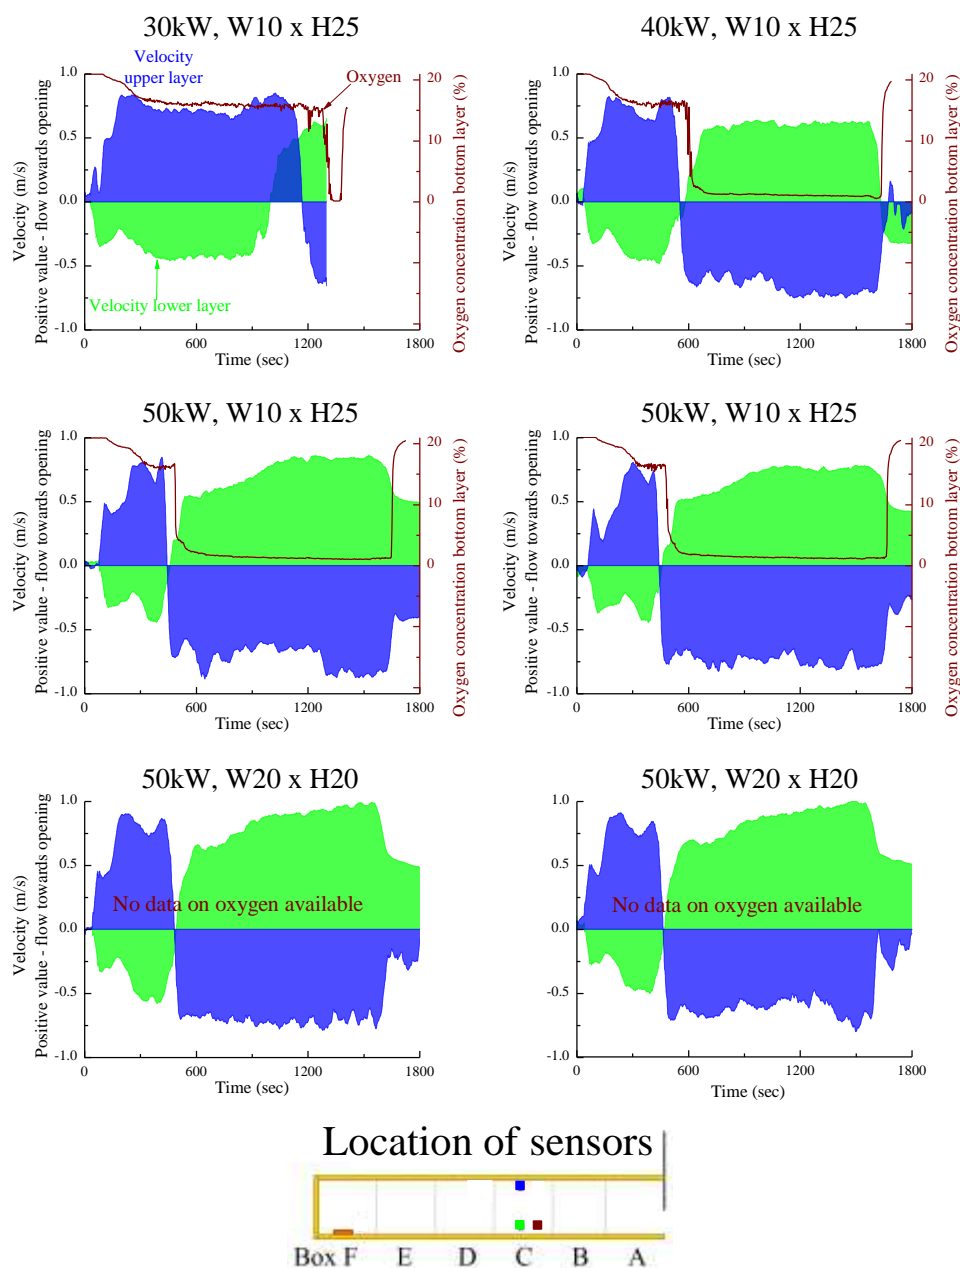 30kW, W10 x H25
40kW, W10 x H25
Velocity
upper layer
Oxygen
Velocity lower layer
1.0
0.5
0.0
-0.5
-1.0
Velocity (m/s)
Positive value - flow towards opening
20
10
0
Oxygen concentration bottom layer (%)
0
600
1200
1800
Time (sec)
1.0
0.5
0.0
-0.5
-1.0
Velocity (m/s)
Positive value - flow towards opening
20
10
0
Oxygen concentration bottom layer (%)
0
600
1200
1800
Time (sec)
50kW, W10 x H25
50kW, W10 x H25
1.0
0.5
0.0
-0.5
-1.0
Velocity (m/s)
Positive value - flow towards opening
20
10
0
Oxygen concentration bottom layer (%)
0
600
1200
1800
Time (sec)
1.0
0.5
0.0
-0.5
-1.0
Velocity (m/s)
Positive value - flow towards opening
20
10
0
Oxygen concentration bottom layer (%)
0
600
1200
1800
Time (sec)
50kW, W20 x H20
50kW, W20 x H20
1.0
0.5
0.0
-0.5
-1.0
Velocity (m/s)
Positive value - flow towards opening
No data on oxygen available
0
600
1200
1800
Time (sec)
1.0
0.5
0.0
-0.5
-1.0
Velocity (m/s)
Positive value - flow towards opening
No data on oxygen available
0
600
1200
1800
Time (sec)
Location of sensors
Box F E D C B A